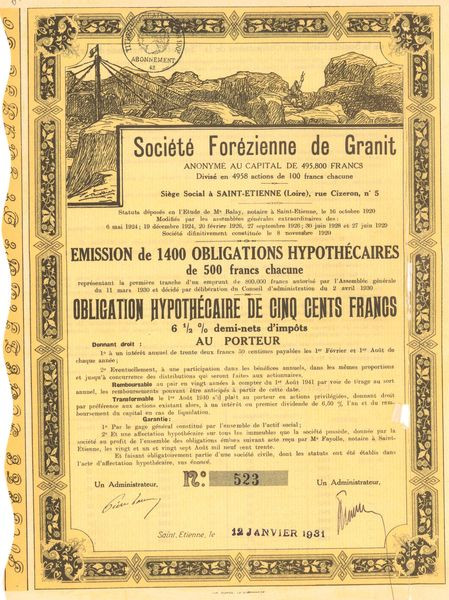 ABONNEMENT
Société Forézienne de Granit
ANONYME AU CAPITAL DE 495.800 FRANCS
Divisé en 4958 actions de 100 francs chacune
Siège Social à SAINT-ETIENNE (Loire), rue Cizeron, n° 5
Statuts déposés en l'Etude de Me Balay, notaire à Saint-Etienne, le 16 octobre 1920
Modifiés par les assemblées générales extraordinaires des:
6 mai 1924; 19 décembre 1924, 20 février 1926, 27 septembre 1926; 30 juin 1928 et 27 juin 1929
Société difinitivement constituée le 8 novembre 1920
EMISSION de 1400 OBLIGATIONS HYPOTHÉCAIRES
de 500 francs chacune
représentant la première tranche d'un emprunt de 800.000 francs autorisé par l'Assemblée générale
du 11 mars 1930 et décidé par délibération du Conseil d'administration du 2 avril 1930
OBLIGATION HYPOTHÉCAIRE DE CINQ CENTS FRANCS
6 1/2 % demi-nets d'impôts
AU PORTEUR
Donnant droit :
1° à un intérêt annuel de trente deux francs 50 centimes payables les 1er Février et 1er Août de
chaque année;
2° Eventuellement, à une participation dans les bénéfices annuels, dans les mêmes proportions
et jusqu'à concurrence des distributions qui seront faites aux actionnaires.
Remboursable au pair en vingt années à compter du 1er Août 1941 par voie de tirage au sort
annuel, les remboursements pouvant être anticipés à partir de cette date.
Transformable le 1er Août 1940 s'il plaît au porteur en actions privilégiées, donnant droit
par préférence aux actions existant alors, à un intérêt ou premier dividende de 6,50 %, l'an et du rem-
boursement du capital en cas de liquidation.
Garantie:
1° Par le gage général constitué par l'ensemble de l'actif social;
2° Et une affectation hypothécaire sur tous les immeubles que la société possède, donnée par la
société au profit de l'ensemble des obligations émises suivant acte reçu par Me Fayolle, notaire à Saint-
Etienne, les vingt et un et vingt sept Août mil neuf cent trente.
Et faisant obligatoirement partie d'une société civile, dont les statuts ont été établis dans
l'acte d'affectation hypothécaire, sus énoncé.
Un Administrateur,
N°: 523
Un Administrateur,
Saint, Etienne, le 12 JANVIER 1931